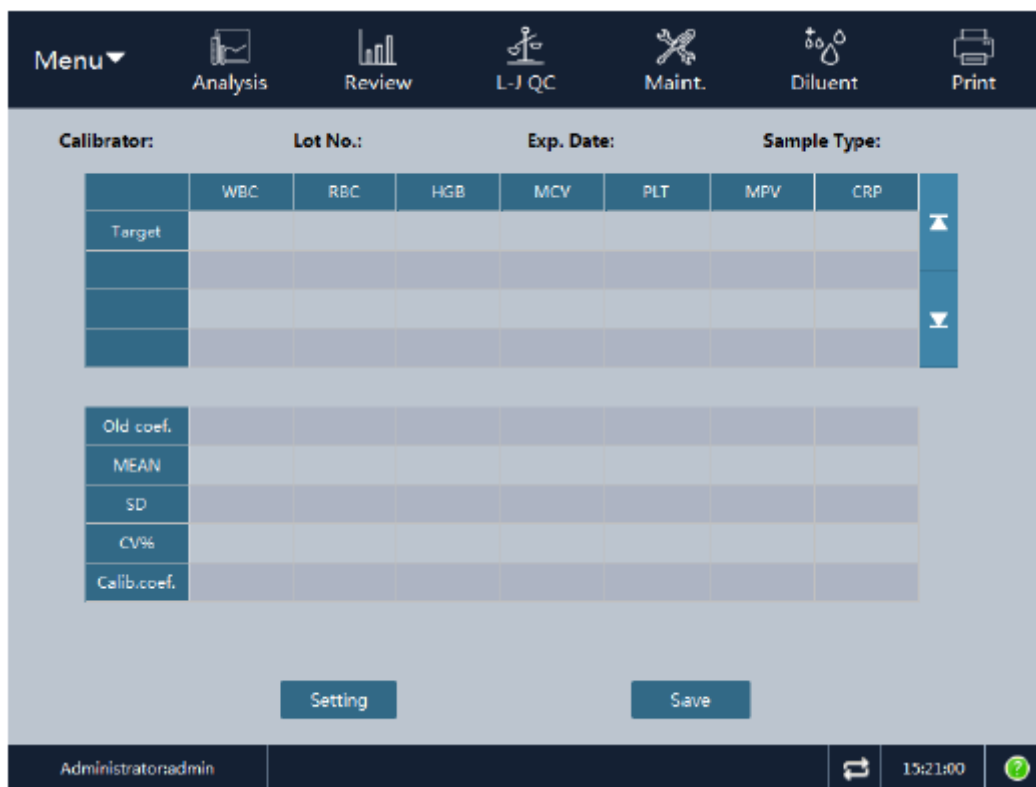 Menu
Analysis
Review
L-J QC
Maint.
Diluent
Print
Calibrator: Lot No.: Exp. Date: Sample Type:
WBC RBC HGB MCV PLT MPV CRP
Target
Old coef.
MEAN
SD
CV%
Calib.coef.
Setting Save
Administrator:admin 15:21:00 ?